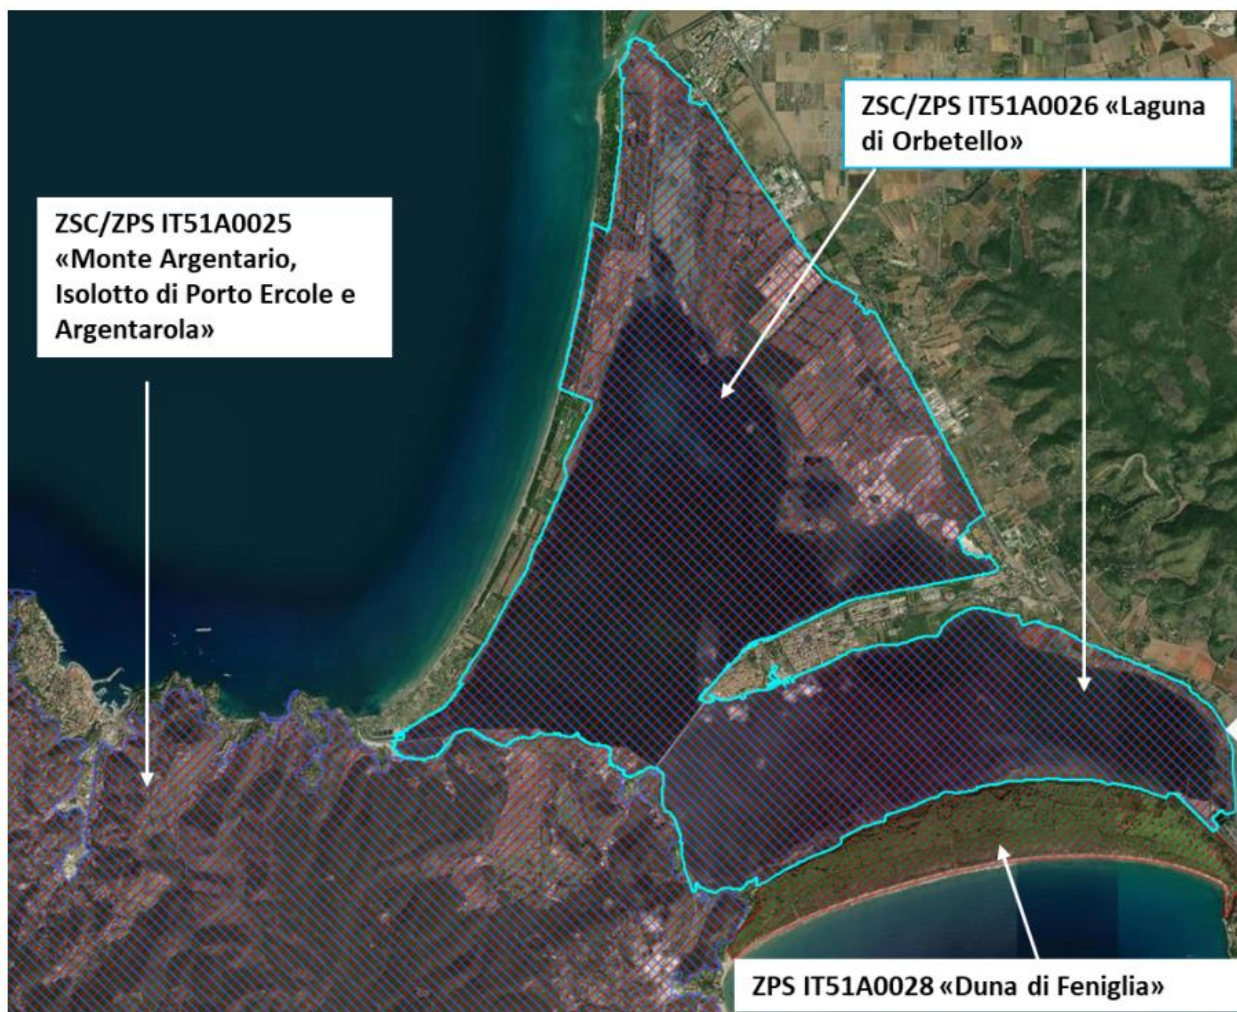 ZSC/ZPS IT51A0026 «Laguna
di Orbetello»
ZSC/ZPS IT51A0025
«Monte Argentario,
Isolotto di Porto Ercole e
Argentarola»
ZPS IT51A0028 «Duna di Feniglia»